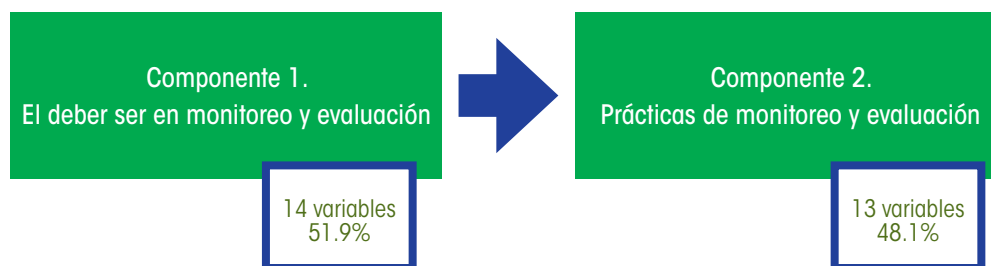 Componente 1.
El deber ser en monitoreo y evaluación
14 variables
51.9%
Componente 2.
Prácticas de monitoreo y evaluación
13 variables
48.1%